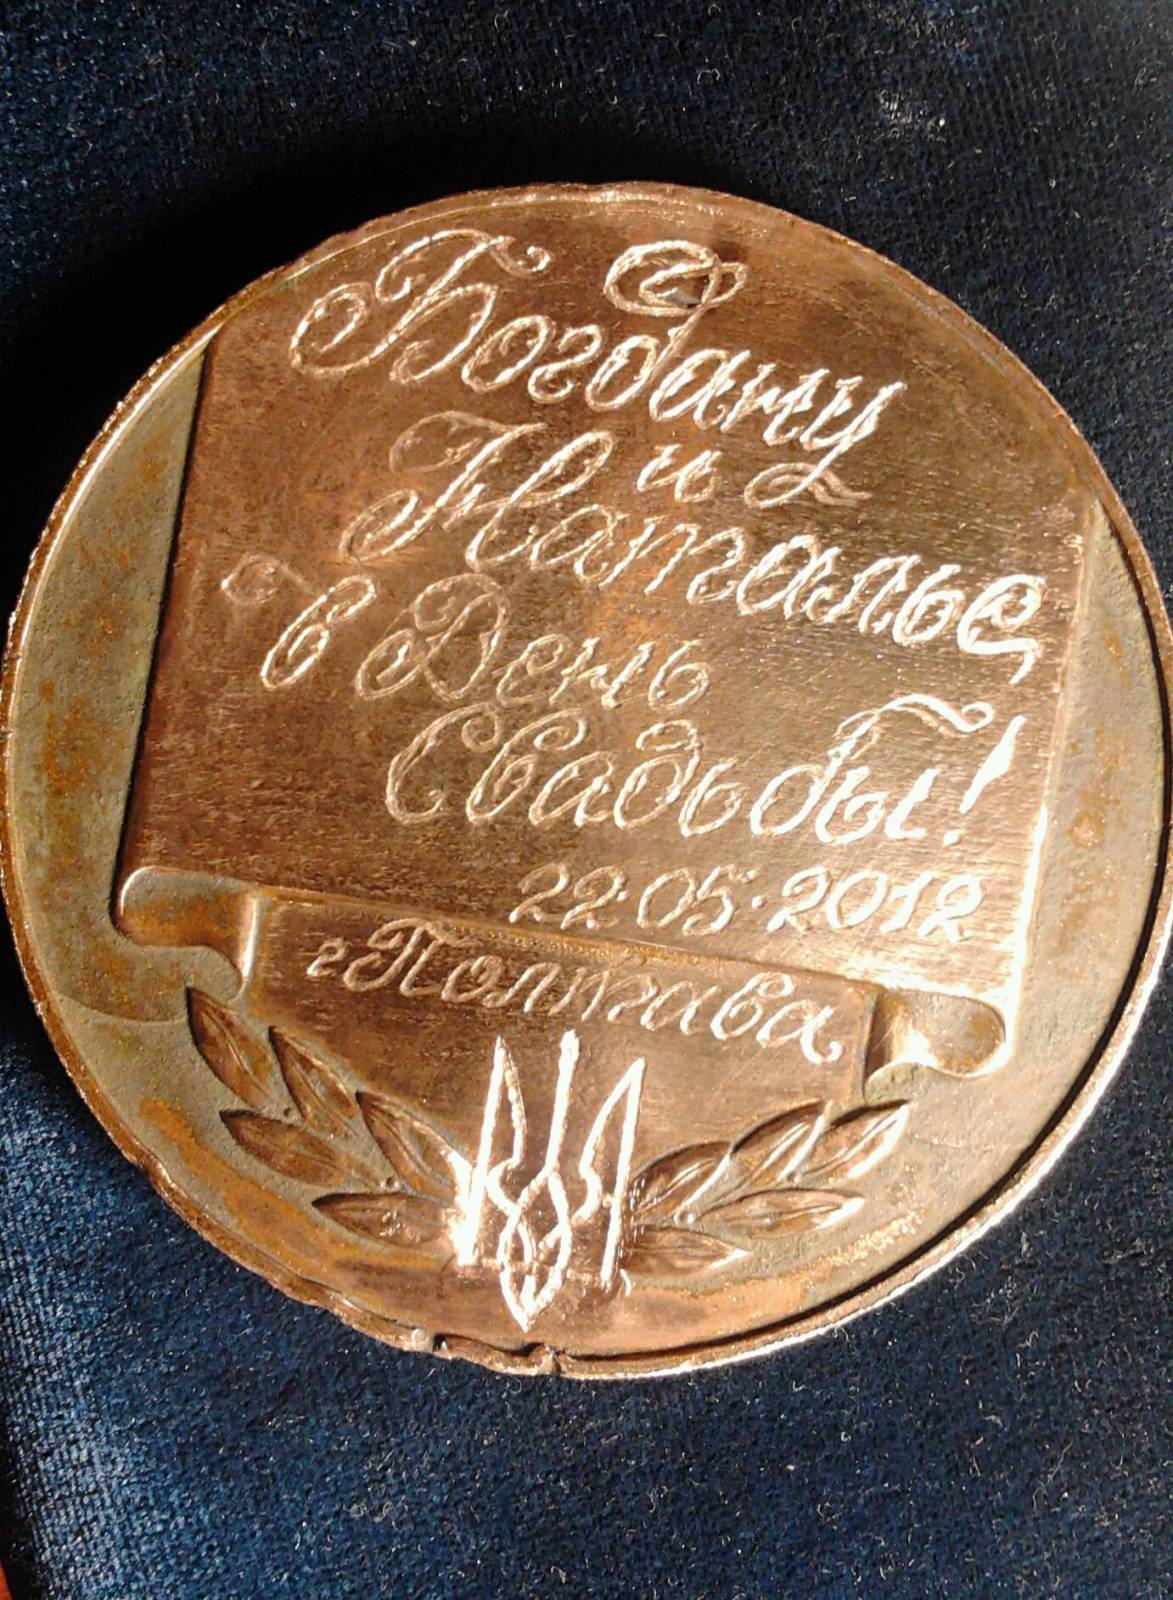 Богдану
и
Наталье
в День
Свадьбы!
22.05.2012
г Полтава